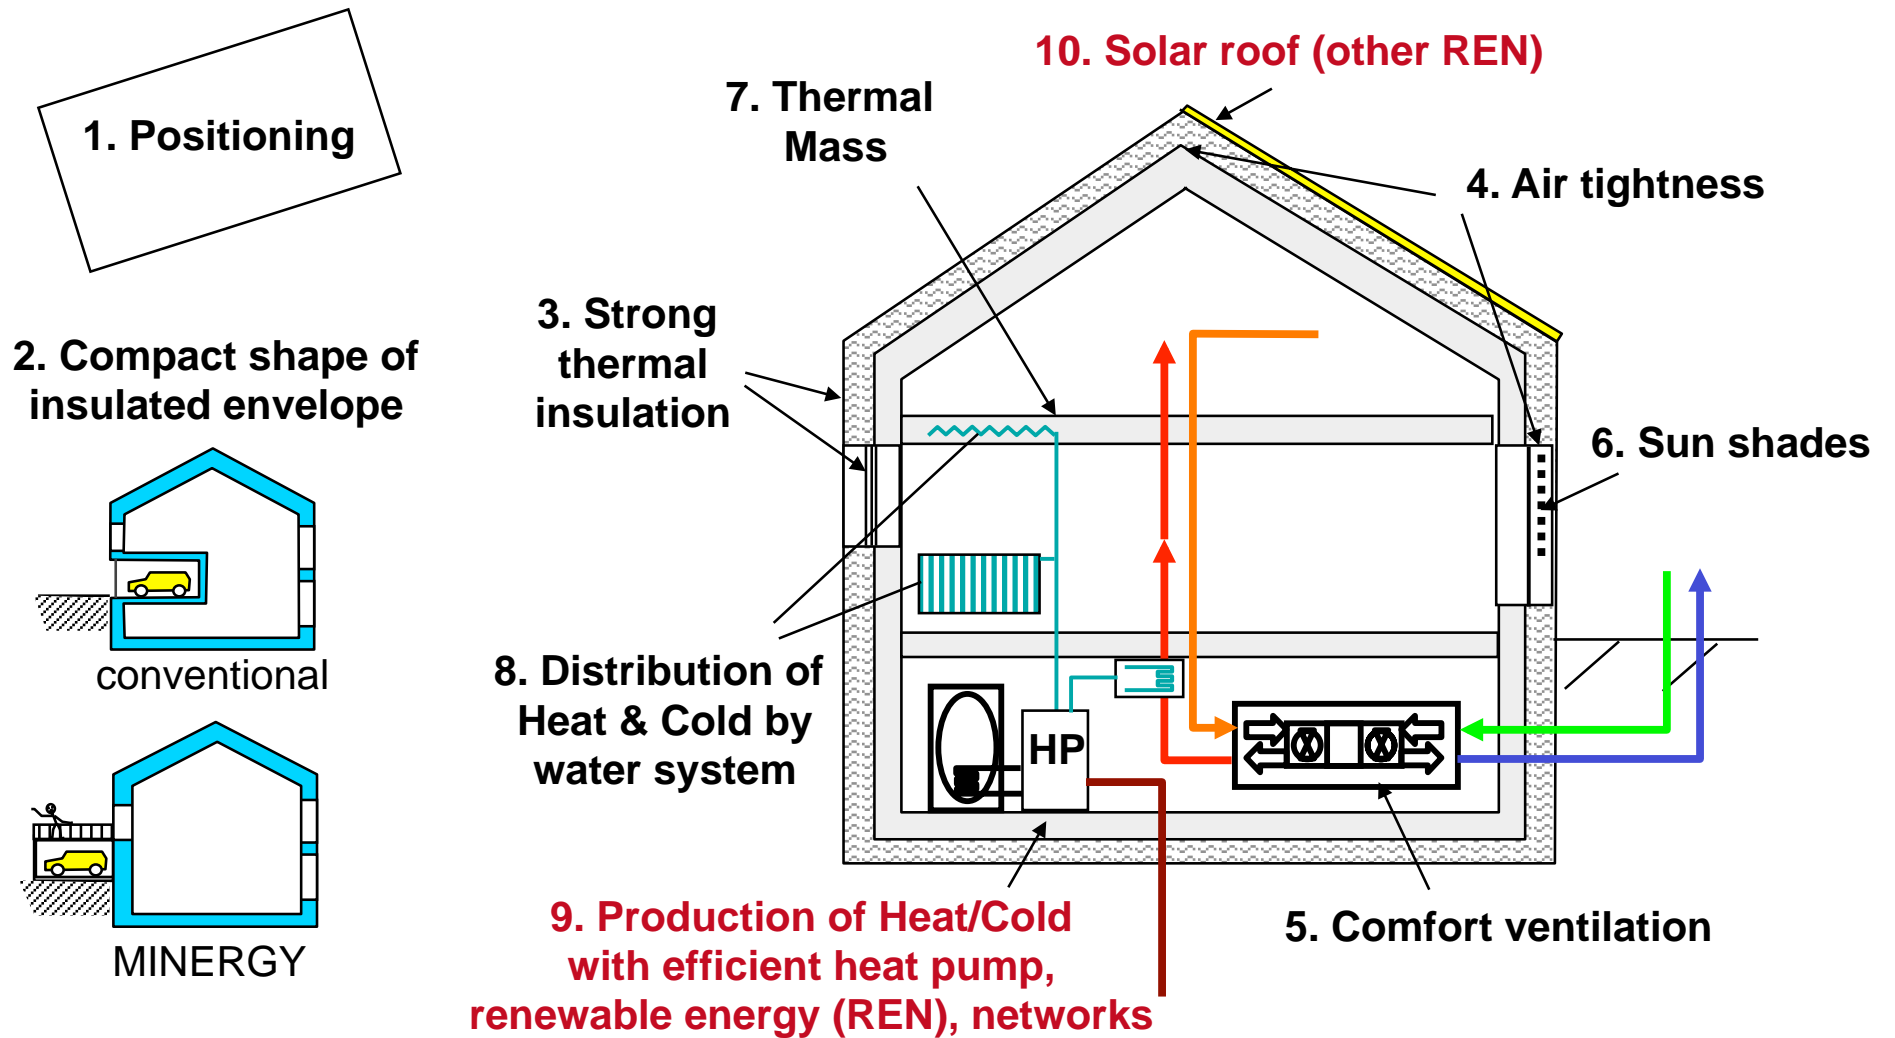 1. Positioning
2. Compact shape of
insulated envelope
conventional
MINERGY
10. Solar roof (other REN)
7. Thermal
Mass
4. Air tightness
3. Strong
thermal
insulation
6. Sun shades
8. Distribution of
Heat & Cold by
water system
HP
9. Production of Heat/Cold
with efficient heat pump,
renewable energy (REN), networks
5. Comfort ventilation